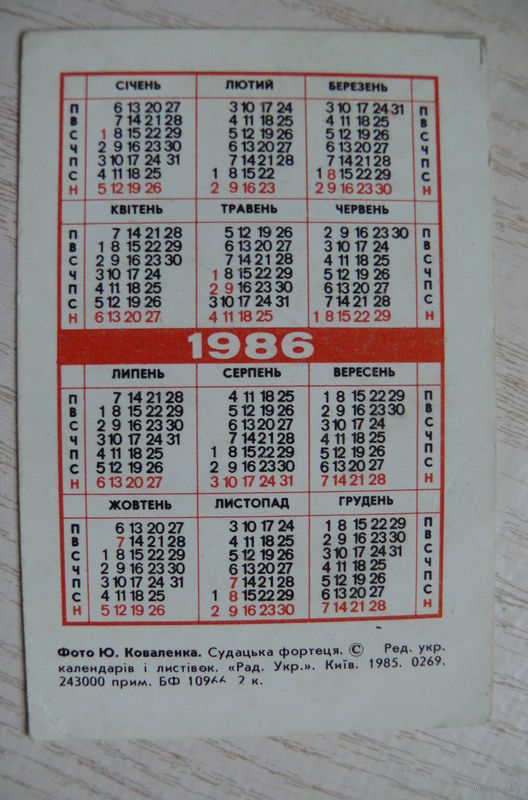 СІЧЕНЬ ЛЮТИЙ БЕРЕЗЕНЬ
П 6 13 20 27 3 10 17 24 3 10 17 24 31 П
В 7 14 21 28 4 11 18 25 4 11 18 25 В
С 1 8 15 22 29 5 12 19 26 5 12 19 26 С
Ч 2 9 16 23 30 6 13 20 27 6 13 20 27 Ч
П 3 10 17 24 31 7 14 21 28 7 14 21 28 П
С 4 11 18 25 1 8 15 22 1 8 15 22 29 С
Н 5 12 19 26 2 9 16 23 2 9 16 23 30 Н
КВІТЕНЬ ТРАВЕНЬ ЧЕРВЕНЬ
П 7 14 21 28 5 12 19 26 2 9 16 23 30 П
В 1 8 15 22 29 6 13 20 27 3 10 17 24 В
С 2 9 16 23 30 7 14 21 28 4 11 18 25 С
Ч 3 10 17 24 1 8 15 22 29 5 12 19 26 Ч
П 4 11 18 25 2 9 16 23 30 6 13 20 27 П
С 5 12 19 26 3 10 17 24 31 7 14 21 28 С
Н 6 13 20 27 4 11 18 25 1 8 15 22 29 Н
1986
ЛИПЕНЬ СЕРПЕНЬ ВЕРЕСЕНЬ
П 7 14 21 28 4 11 18 25 1 8 15 22 29 П
В 1 8 15 22 29 5 12 19 26 2 9 16 23 30 В
С 2 9 16 23 30 6 13 20 27 3 10 17 24 С
Ч 3 10 17 24 31 7 14 21 28 4 11 18 25 Ч
П 4 11 18 25 1 8 15 22 29 5 12 19 26 П
С 5 12 19 26 2 9 16 23 30 6 13 20 27 С
Н 6 13 20 27 3 10 17 24 31 7 14 21 28 Н
ЖОВТЕНЬ ЛИСТОПАД ГРУДЕНЬ
П 6 13 20 27 3 10 17 24 1 8 15 22 29 П
В 7 14 21 28 4 11 18 25 2 9 16 23 30 В
С 1 8 15 22 29 5 12 19 26 3 10 17 24 31 С
Ч 2 9 16 23 30 6 13 20 27 4 11 18 25 Ч
П 3 10 17 24 31 7 14 21 28 5 12 19 26 П
С 4 11 18 25 1 8 15 22 29 6 13 20 27 С
Н 5 12 19 26 2 9 16 23 30 7 14 21 28 Н
Фото Ю. Коваленка. Судацька фортеця. © Ред. укр.
календарів і листівок. «Рад. Укр.». Київ. 1985. 0269.
243000 прим. БФ 2 к.